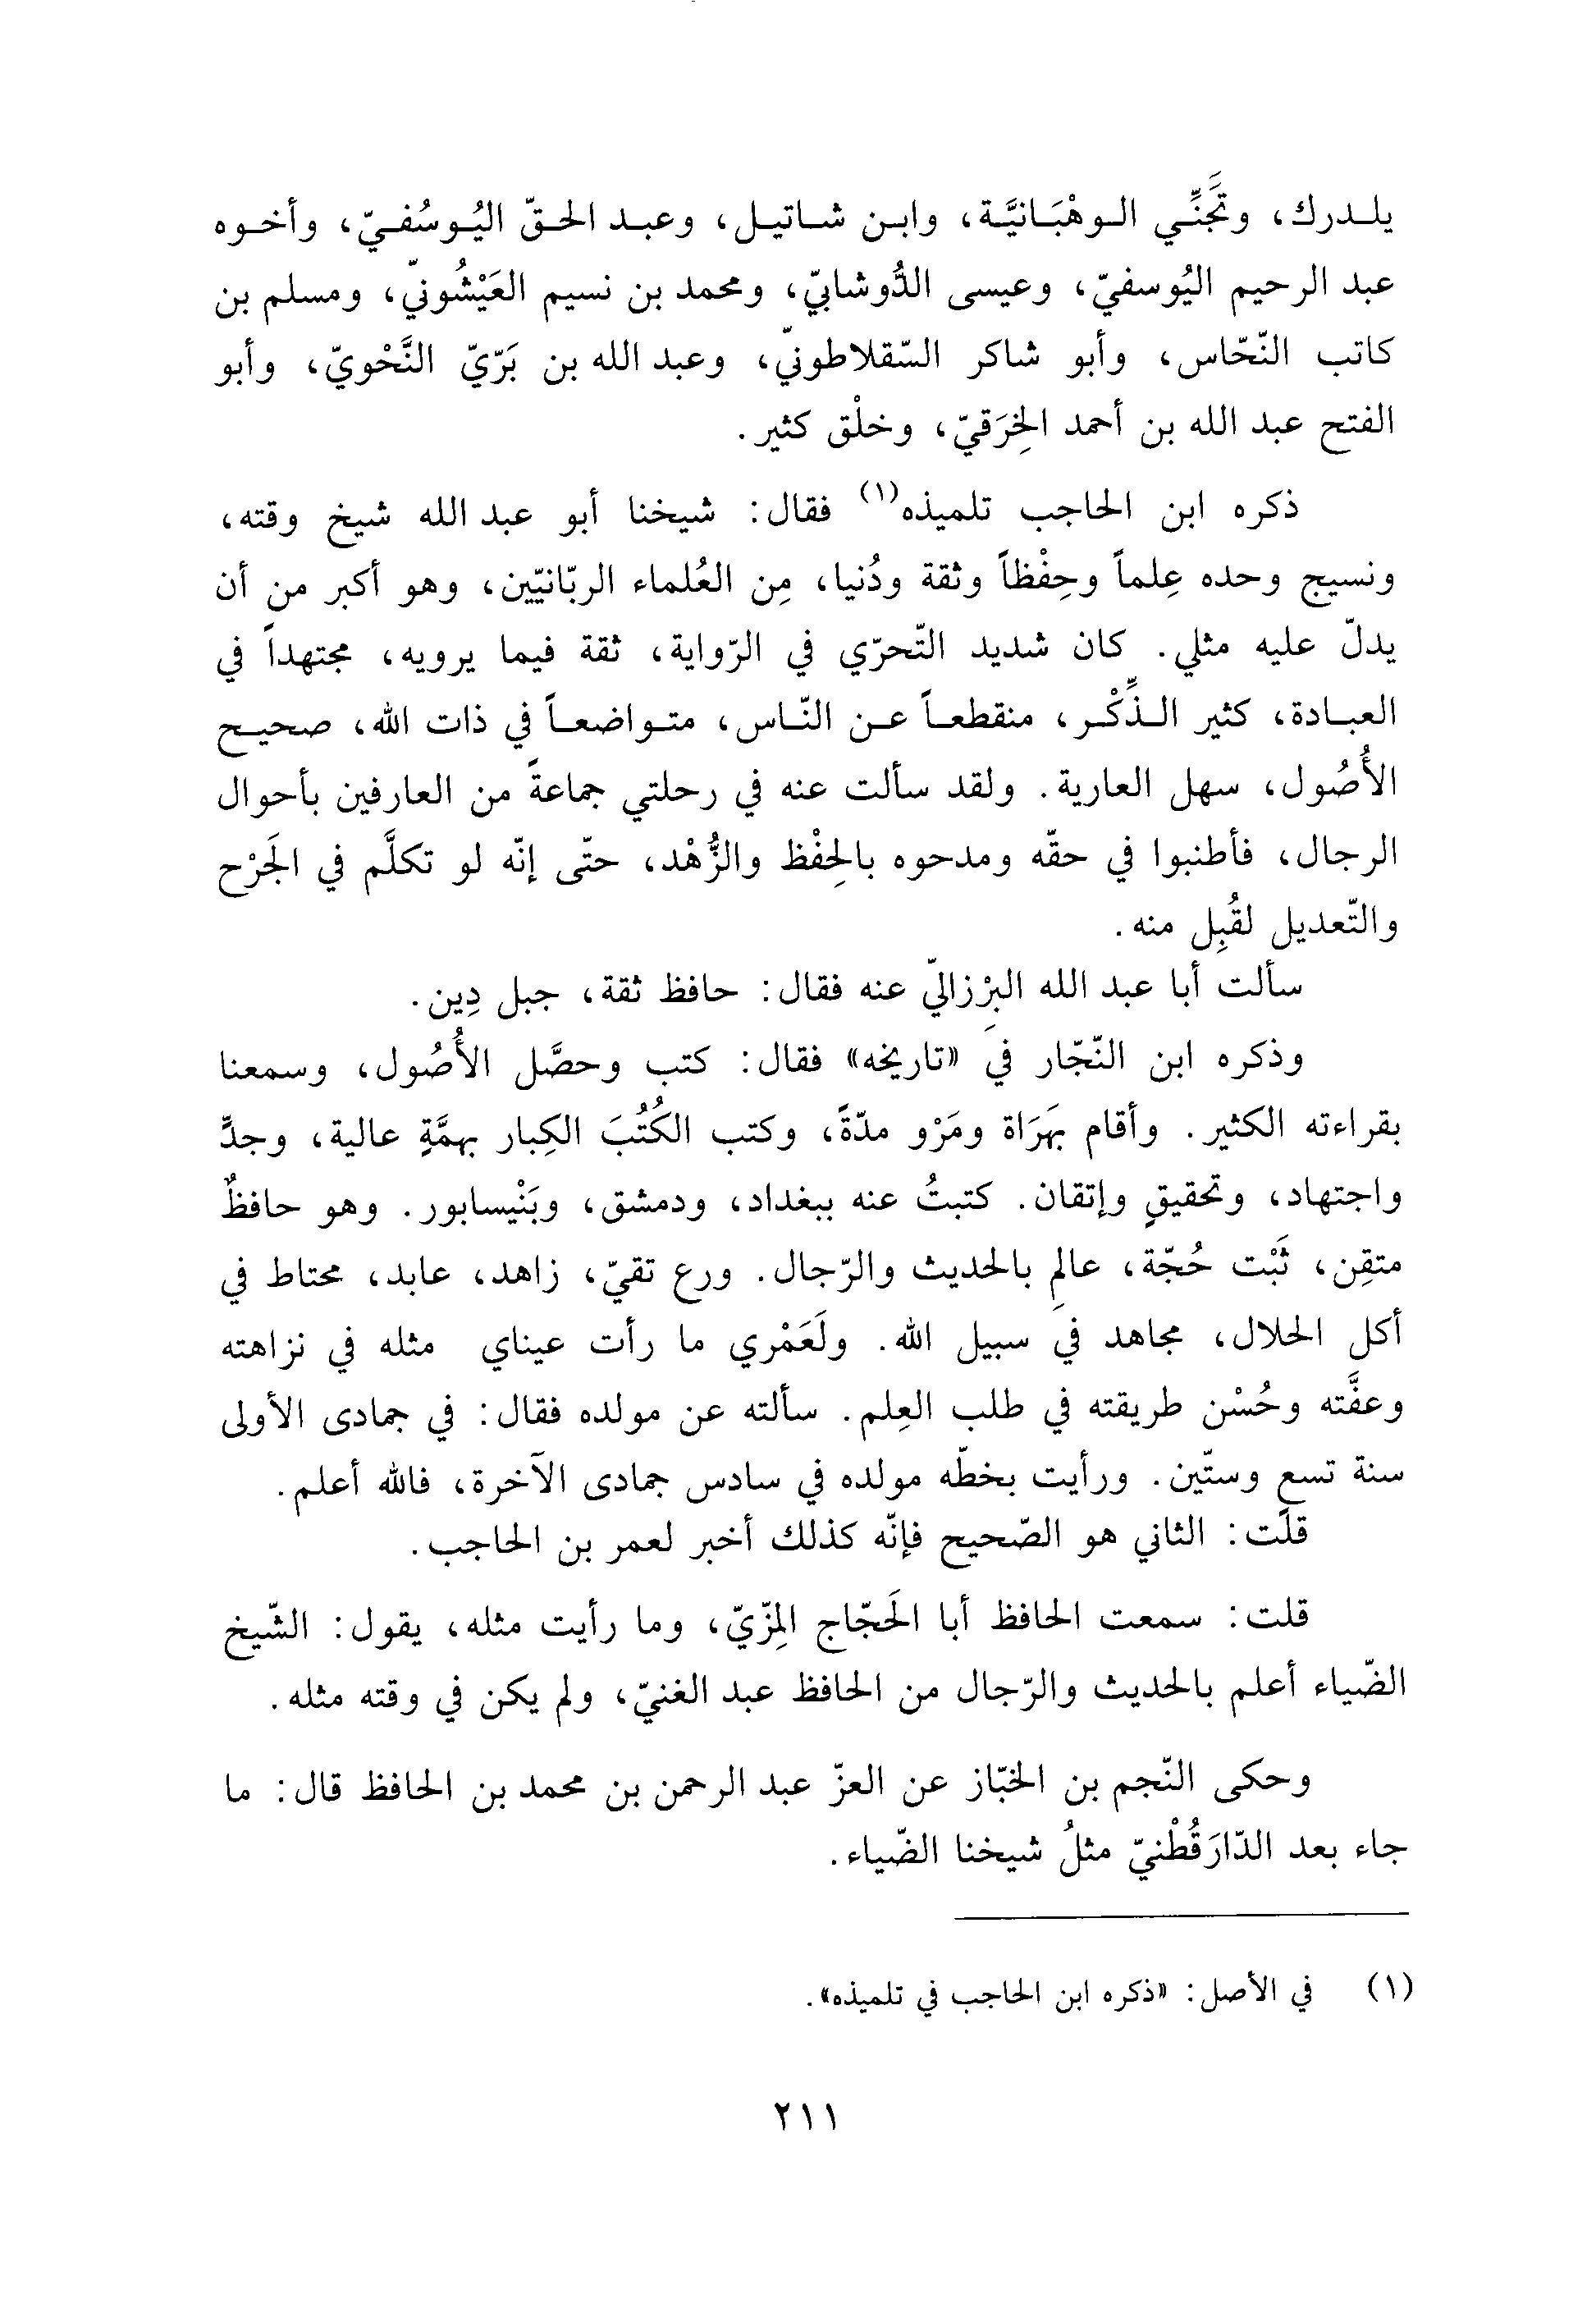 يلدرك، وتَجَنِّي الوهْبَانيَّة، وابن شاتيل، وعبد الحقّ اليُوسُفيّ، وأخوه
عبد الرحيم اليُوسفيّ، وعيسى الدُّوشابيّ، ومحمد بن نسيم العَيْشُونيّ، ومسلم بن
كاتب النّحّاس، وأبو شاكر السّقلاطونيّ، وعبد الله بن بَرّيّ النَّحْويّ، وأبو
الفتح عبد الله بن أحمد الخِرَقيّ، وخلْق كثير.
ذكره ابن الحاجب تلميذه(١) فقال: شيخنا أبو عبد الله شيخ وقته،
ونسيج وحده عِلماً وحِفْظاً وثقة ودُنيا، مِن العُلماء الربّانيّين، وهو أكبر من أن
يدلّ عليه مثلي. كان شديد التّحرّي في الرّواية، ثقة فيما يرويه، مجتهداً في
العبادة، كثير الذِّكْر، منقطعاً عن النّاس، متواضعاً في ذات الله، صحيح
الأُصُول، سهل العارية. ولقد سألت عنه في رحلتي جماعةً من العارفين بأحوال
الرجال، فأطنبوا في حقّه ومدحوه بالحِفْظ والزُّهْد، حتّى إنّه لو تكلَّم في الجَرْح
والتّعديل لقُبِل منه.
سألت أبا عبد الله البِرْزاليّ عنه فقال: حافظ ثقة، جبل دِين.
وذكره ابن النّجّار في «تاريخه» فقال: كتب وحصَّل الأُصُول، وسمعنا
بقراءته الكثير. وأقام بهَرَاة ومَرْو مدّةً، وكتب الكُتُبَ الكِبار بهمَّةٍ عالية، وجدٍّ
واجتهاد، وتحقيقٍ وإتقان. كتبتُ عنه ببغداد، ودمشق، وبَنْيسابور. وهو حافظٌ
متقِن، ثَبْت حُجّة، عالِم بالحديث والرّجال. ورع تقيّ، زاهد، عابد، محتاط في
أكل الحلال، مجاهد في سبيل الله. ولَعَمْري ما رأت عيناي مثله في نزاهته
وعفَّته وحُسْن طريقته في طلب العِلم. سألته عن مولده فقال: في جمادى الأولى
سنة تسعٍ وستّين. ورأيت بخطّه مولده في سادس جمادى الآخرة، فالله أعلم.
قلت: الثاني هو الصّحيح فإنّه كذلك أخبر لعمر بن الحاجب.
قلت: سمعت الحافظ أبا الحَجّاج المِزّيّ، وما رأيت مثله، يقول: الشّيخ
الضّياء أعلم بالحديث والرّجال من الحافظ عبد الغنيّ، ولم يكن في وقته مثله.
وحكى النّجم بن الخبّاز عن العزّ عبد الرحمن بن محمد بن الحافظ قال: ما
جاء بعد الدّارَقُطْنيّ مثلُ شيخنا الضّياء.
(١) في الأصل: «ذكره ابن الحاجب في تلميذه».
٢١١